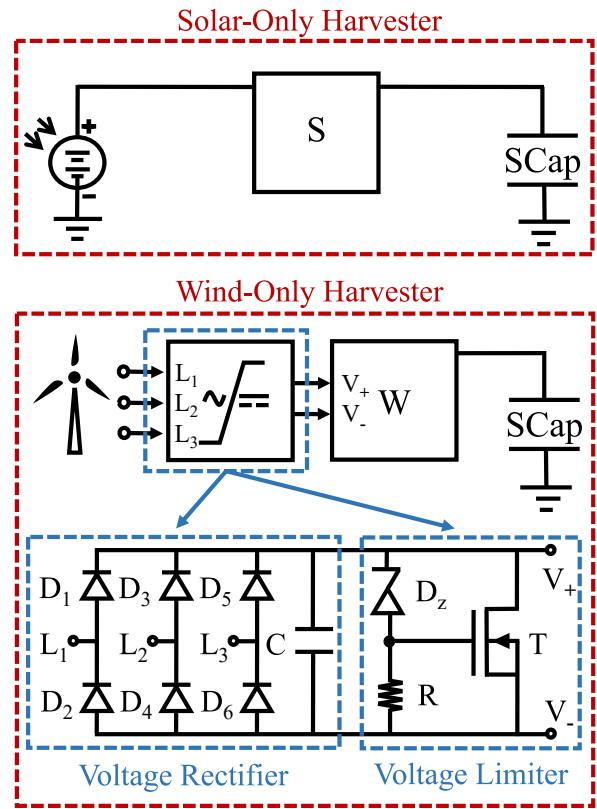 Solar-Only Harvester
+
S
SCap
-
Wind-Only Harvester
L1
L2
L3
V+
V-
W
SCap
D1
D3
D5
Dz
V+
L1
L2
L3
C
T
D2
D4
D6
R
V-
Voltage Rectifier
Voltage Limiter